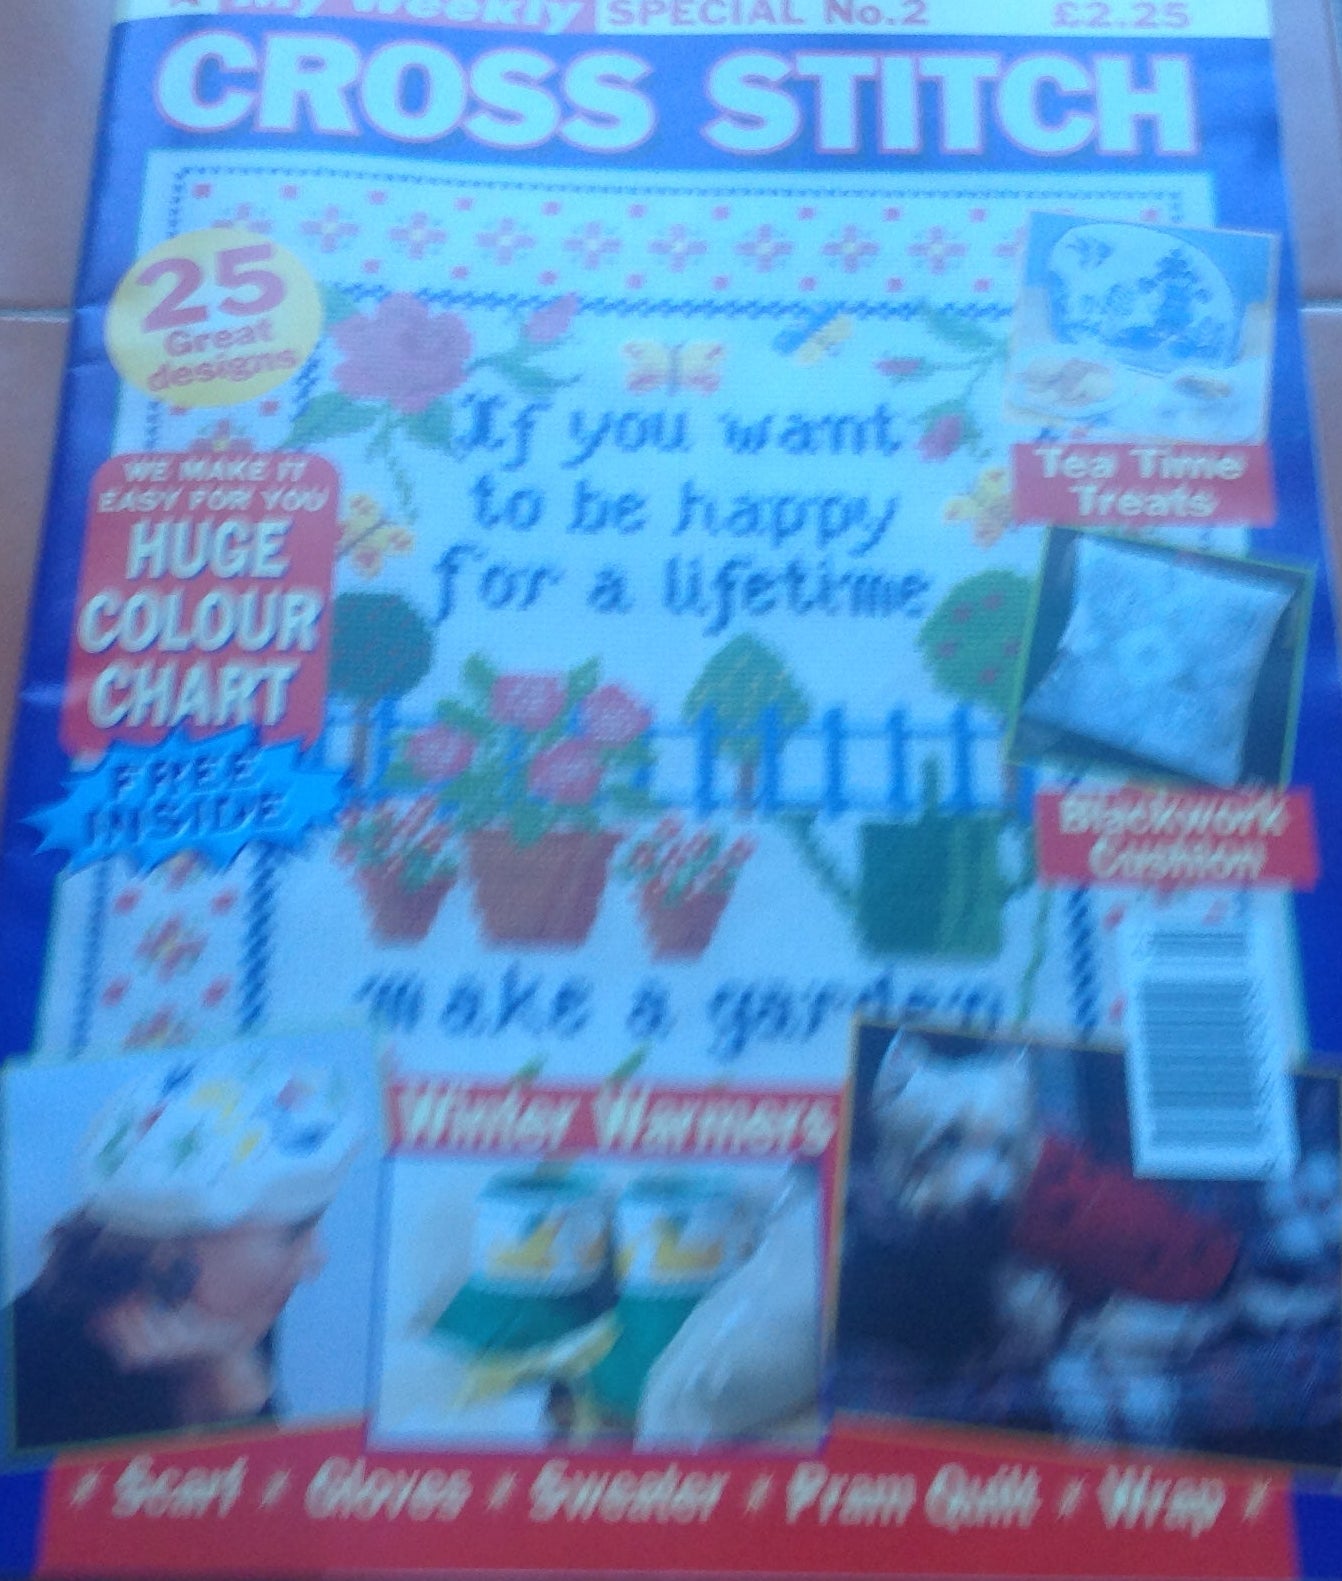 My Weekly SPECIAL No.2 £2.25
CROSS STITCH
25
Great
designs
If you want
to be happy
for a lifetime
make a garden
WE MAKE IT
EASY FOR YOU
HUGE
COLOUR
CHART
FREE
INSIDE
Tea Time
Treats
Blackwork
Cushion
Winter Warmers
* Scarf * Gloves * Sweater * Pram Quilt * Wrap *